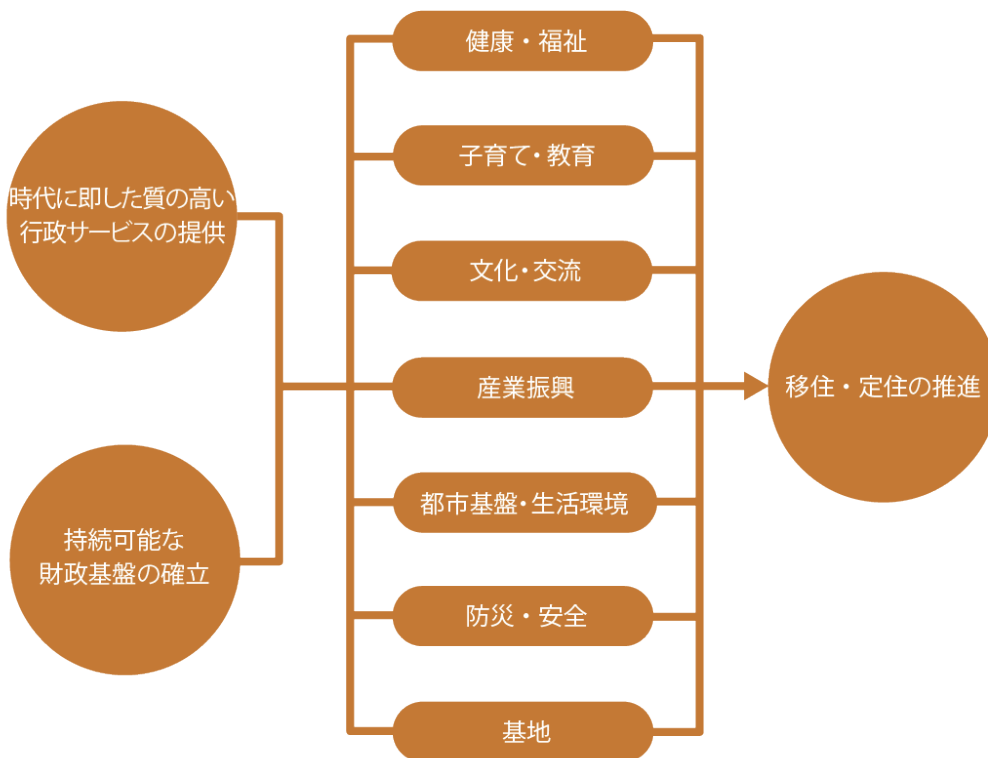 時代に即した質の高い
行政サービスの提供
持続可能な
財政基盤の確立
健康・福祉
子育て・教育
文化・交流
産業振興
都市基盤・生活環境
防災・安全
基地
移住・定住の推進